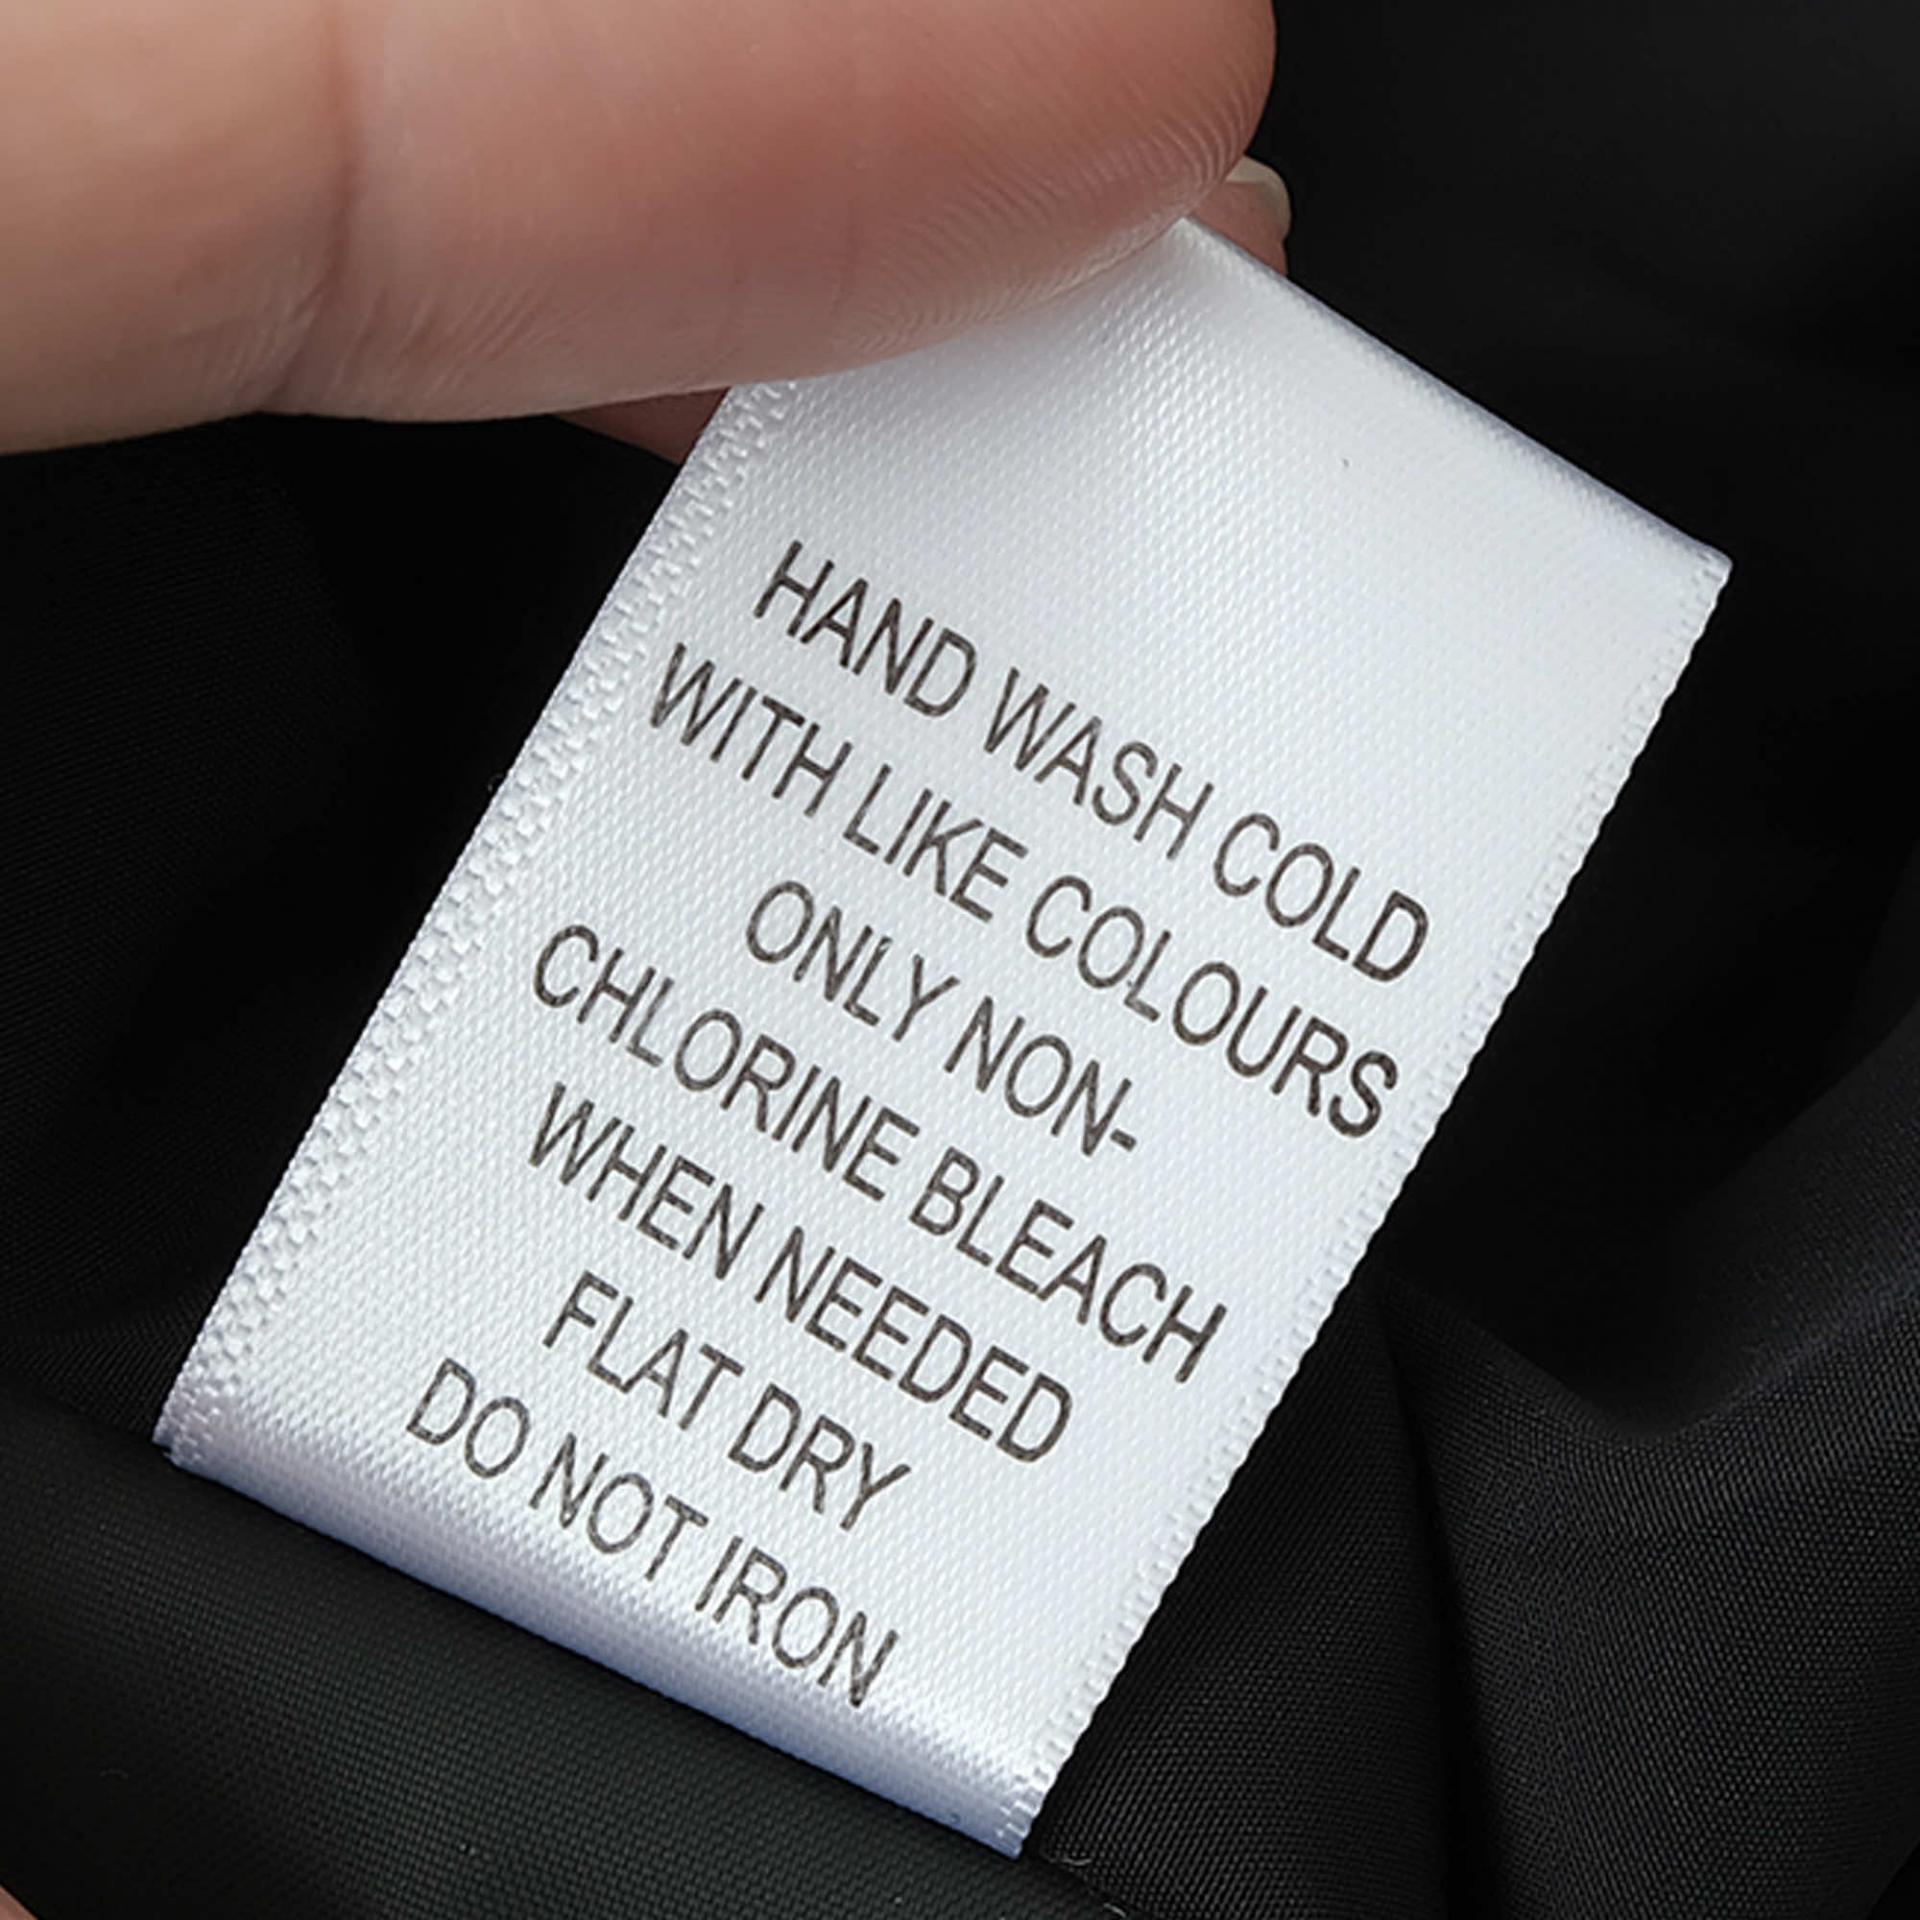 HAND WASH COLD
WITH LIKE COLOURS
ONLY NON-
CHLORINE BLEACH
WHEN NEEDED
FLAT DRY
DO NOT IRON